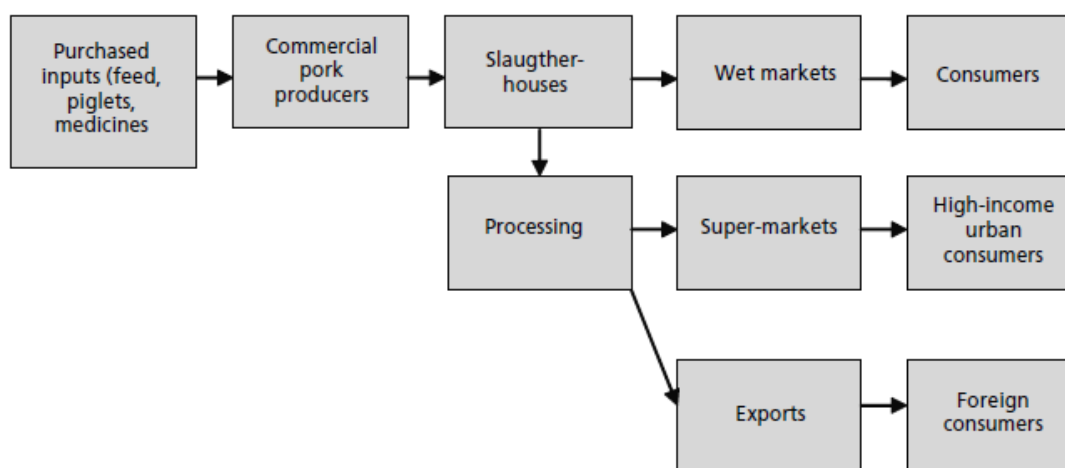 Purchased
inputs (feed,
piglets,
medicines
Commercial
pork
producers
Slaugther-
houses
Wet markets
Consumers
Processing
Super-markets
High-income
urban
consumers
Exports
Foreign
consumers